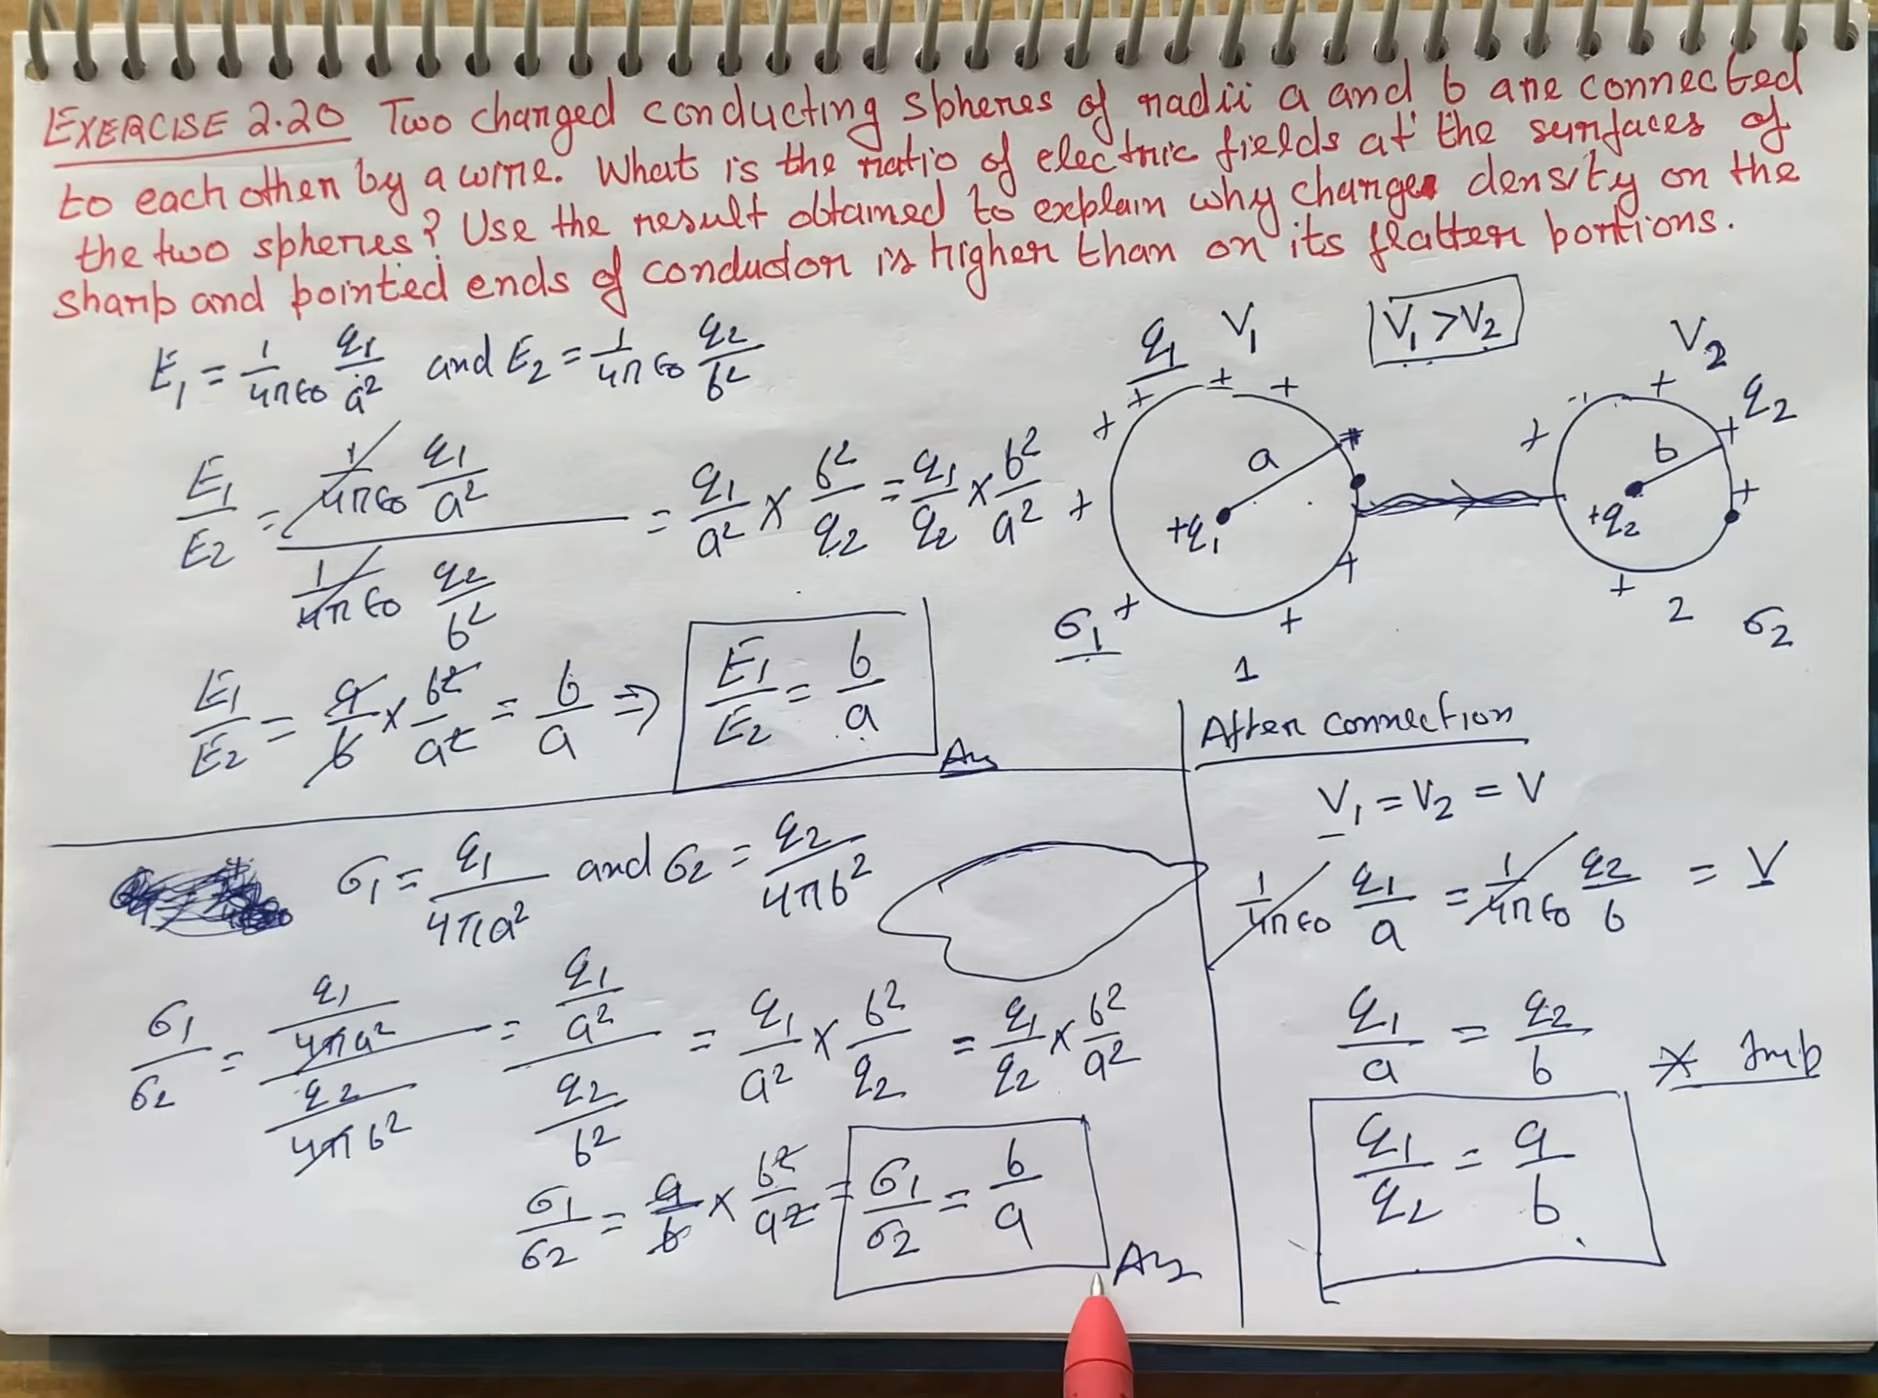 EXERCISE 2.20 Two charged conducting spheres of radii a and b are connected
to each other by a wire. What is the ratio of electric fields at the surfaces of
the two spheres? Use the result obtained to explain why charge density on the
sharp and pointed ends of conductor is higher than on its flatter portions.
E₁ = 1/4πε₀ q₁/a² and E₂ = 1/4πε₀ q₂/b²
E₁/E₂ = (1/4πε₀ q₁/a²)/(1/4πε₀ q₂/b²) = q₁/a² × b²/q₂ = q₁/q₂ × b²/a²
E₁/E₂ = a/b × b²/a² = b/a ⇒ E₁/E₂ = b/a
Ans
q₁ V₁
V₁ > V₂
V₂
q₂
a
+q₁
b
+q₂
σ₁
1
2 σ₂
After connection
V₁ = V₂ = V
1/4πε₀ q₁/a = 1/4πε₀ q₂/b = V
q₁/a = q₂/b
* Imp
q₁/q₂ = a/b
σ₁ = q₁/4πa² and σ₂ = q₂/4πb²
σ₁/σ₂ = (q₁/4πa²)/(q₂/4πb²) = (q₁/a²)/(q₂/b²) = q₁/a² × b²/q₂ = q₁/q₂ × b²/a²
σ₁/σ₂ = a/b × b²/a² = σ₁/σ₂ = b/a
Ans